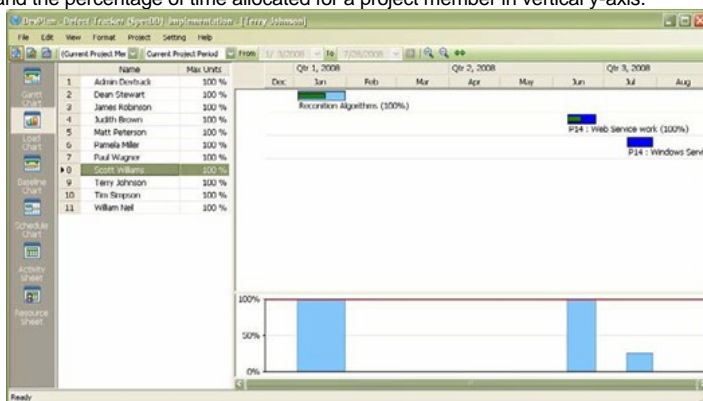 and the percentage of time allocated for a project member in vertical y-axis.
DevPlan - Defect Tracker (SpecDD) Implementation - [Terry Johnson]
File Edit View Format Project Setting Help
(Current Project Mer Current Project Period From 1/ 3/2008 To 7/28/2008
Gantt Chart
Load Chart
Baseline Chart
Schedule Chart
Activity Sheet
Resource Sheet
Name Max Units
1 Admin Devtrack 100 %
2 Dean Stewart 100 %
3 James Robinson 100 %
4 Judith Brown 100 %
5 Matt Peterson 100 %
6 Pamela Miller 100 %
7 Paul Wagner 100 %
8 Scott Williams 100 %
9 Terry Johnson 100 %
10 Tim Simpson 100 %
11 William Neil 100 %
Qtr 1, 2008 Qtr 2, 2008 Qtr 3, 2008
Dec Jan Feb Mar Apr May Jun Jul Aug
Reconition Algorithms (100%)
P14 : Web Service work (100%)
P14 : Windows Servi
100%
50%
0%
Ready